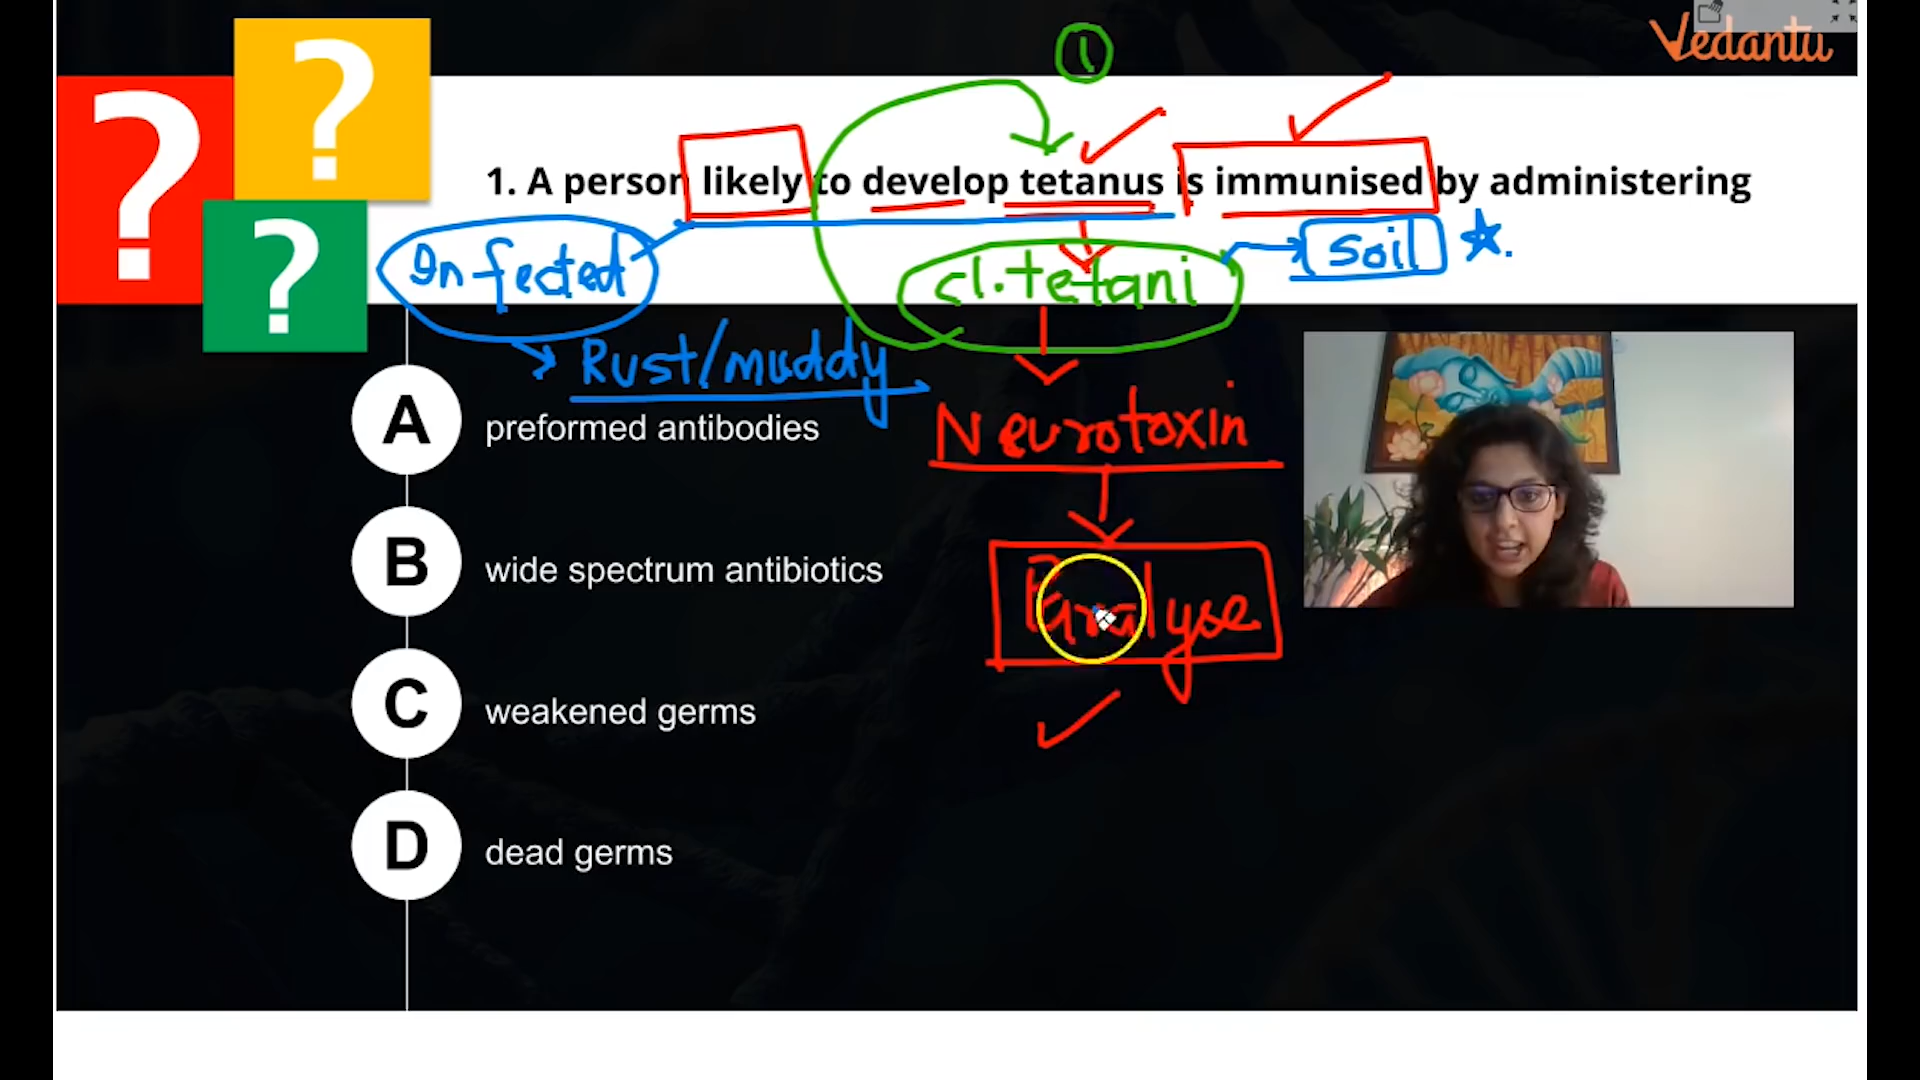 Vedantu
?
?
?
1
1. A person likely to develop tetanus is immunised by administering
Infected
cl.tetani
Soil
Rust/muddy
Neurotoxin
Paralyse
A preformed antibodies
B wide spectrum antibiotics
C weakened germs
D dead germs